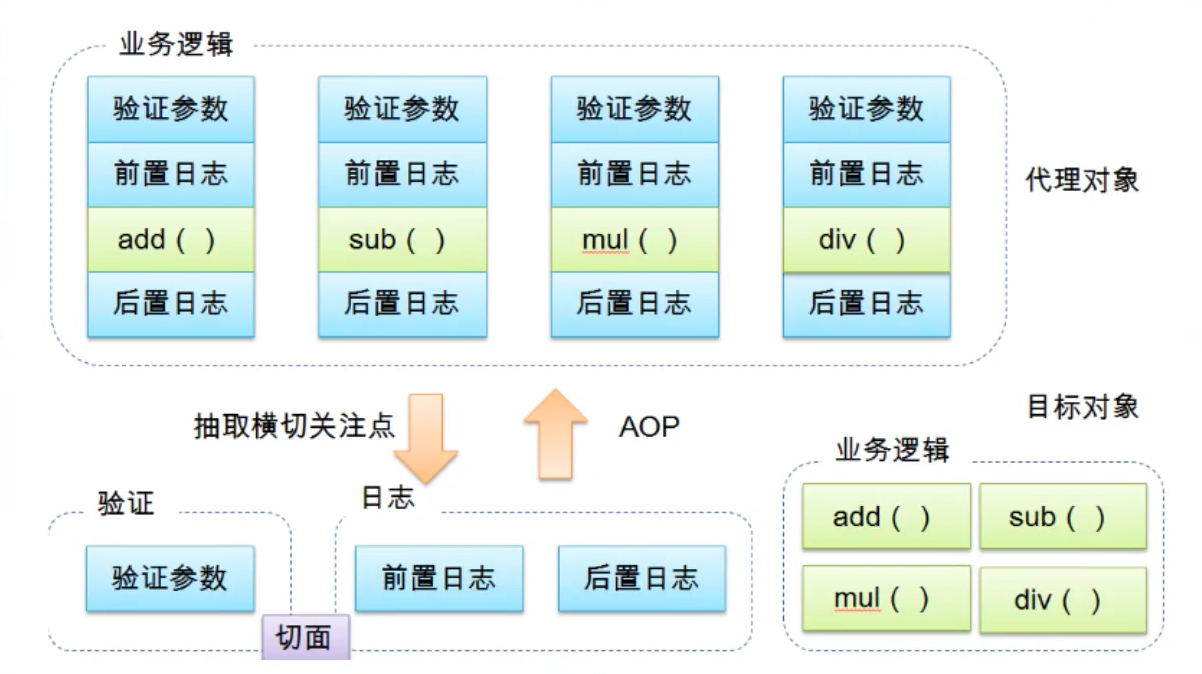 业务逻辑
验证参数 验证参数 验证参数 验证参数
前置日志 前置日志 前置日志 前置日志
代理对象
add（ ） sub（ ） mul（ ） div（ ）
后置日志 后置日志 后置日志 后置日志
抽取横切关注点
AOP
目标对象
业务逻辑
验证
日志
add（ ） sub（ ）
验证参数
前置日志 后置日志
mul（ ） div（ ）
切面